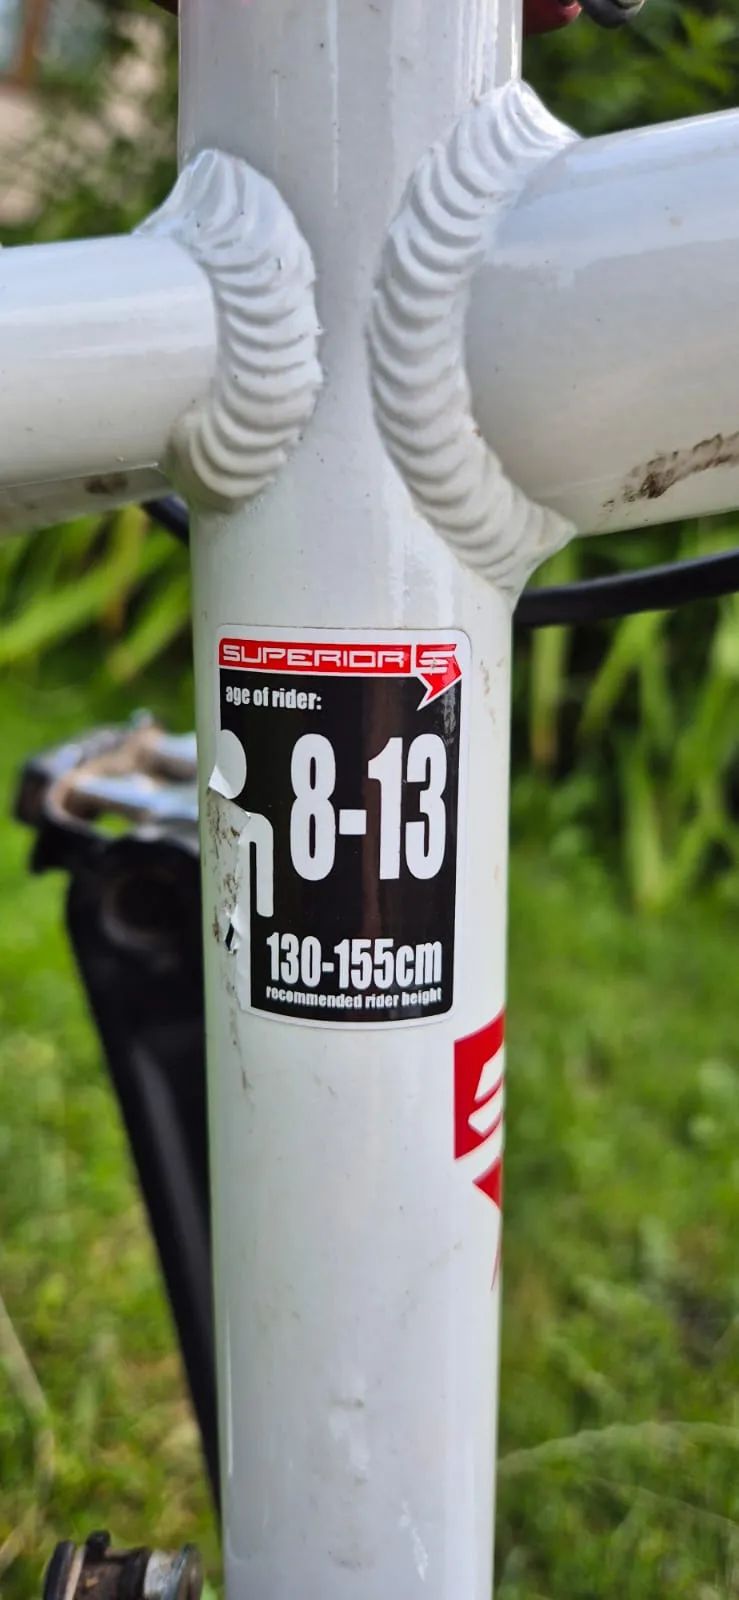 SUPERIOR
age of rider:
8-13
130-155cm
recommended rider height